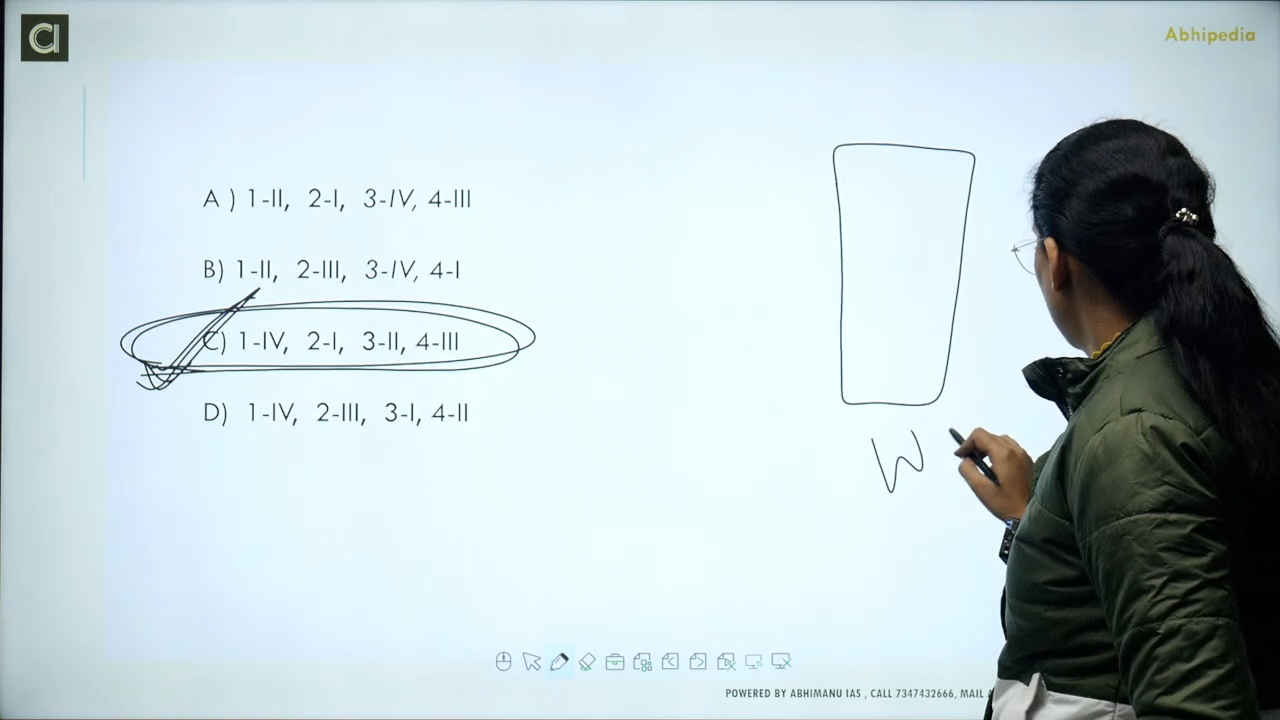 Abhipedia
A ) 1-II, 2-I, 3-IV, 4-III
B) 1-II, 2-III, 3-IV, 4-I
C) 1-IV, 2-I, 3-II, 4-III
D) 1-IV, 2-III, 3-I, 4-II
W
POWERED BY ABHIMANU IAS , CALL 7347432666, MAIL